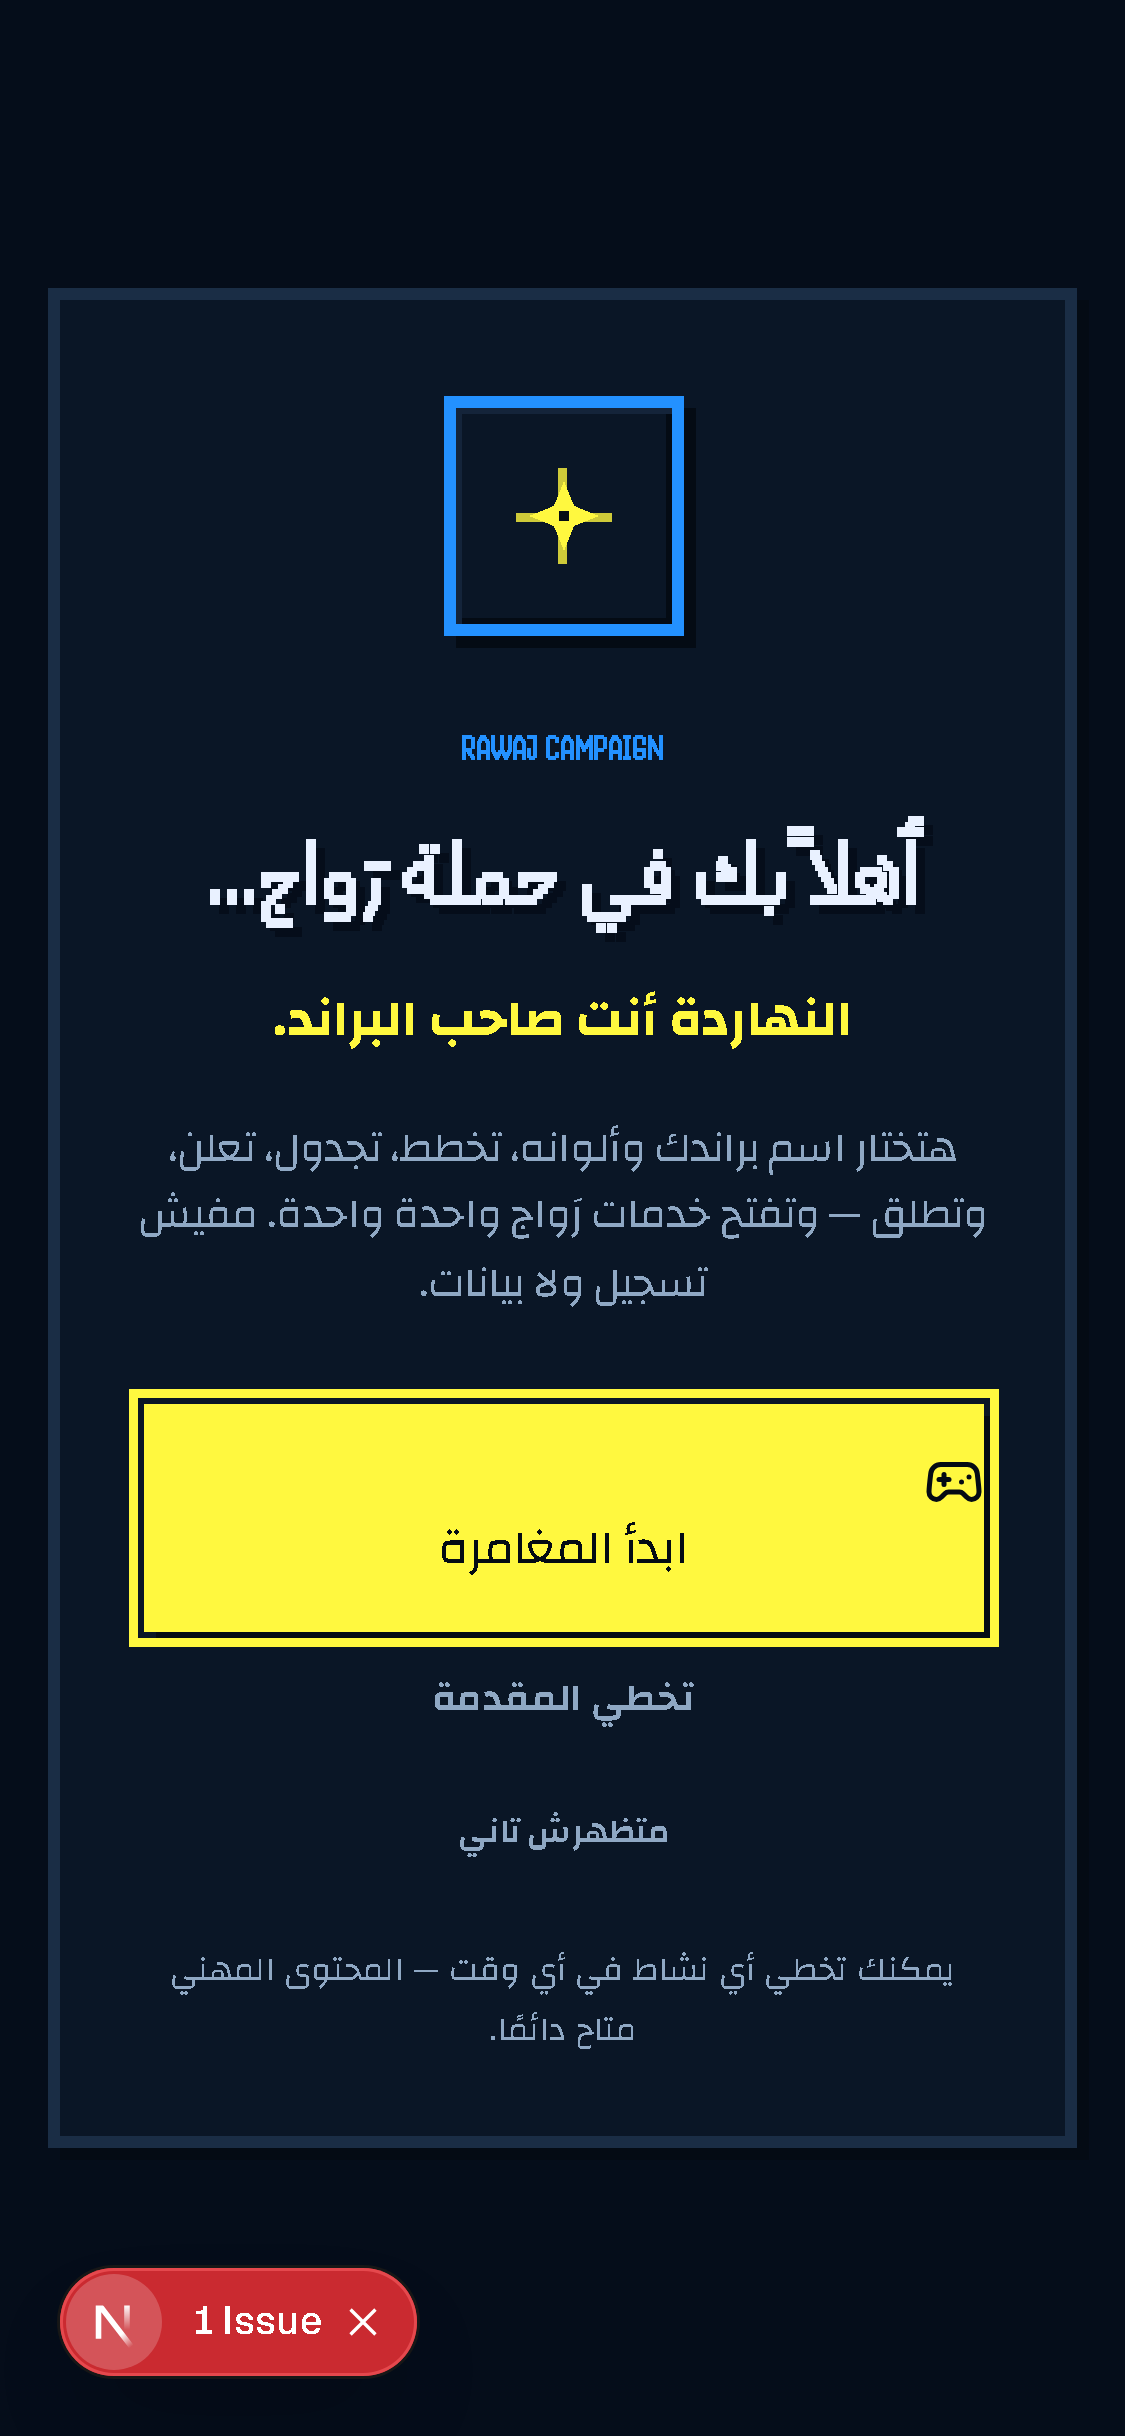 RAWAJ CAMPAIGN
أهلاً بك في حملة رَواج...
النهاردة أنت صاحب البراند.
هتختار اسم براندك وألوانه، تخطط، تجدول، تعلن،
وتطلق — وتفتح خدمات رَواج واحدة واحدة. مفيش
تسجيل ولا بيانات.
ابدأ المغامرة
تخطي المقدمة
متظهرش تاني
يمكنك تخطي أي نشاط في أي وقت — المحتوى المهني
متاح دائمًا.
N 1 Issue